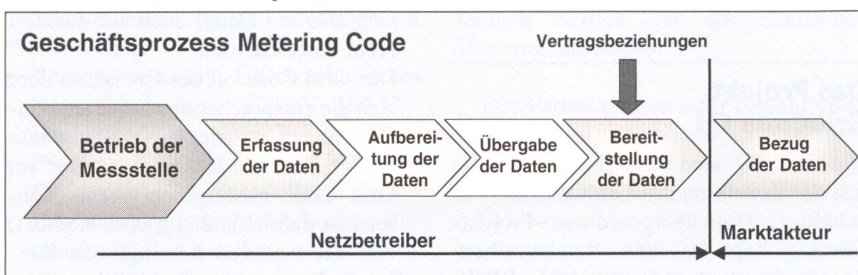 Geschäftsprozess Metering Code
Vertragsbeziehungen
Betrieb der
Messstelle
Erfassung
der Daten
Aufberei-
tung der
Daten
Übergabe
der Daten
Bereit-
stellung
der Daten
Bezug
der Daten
Netzbetreiber
Marktakteur